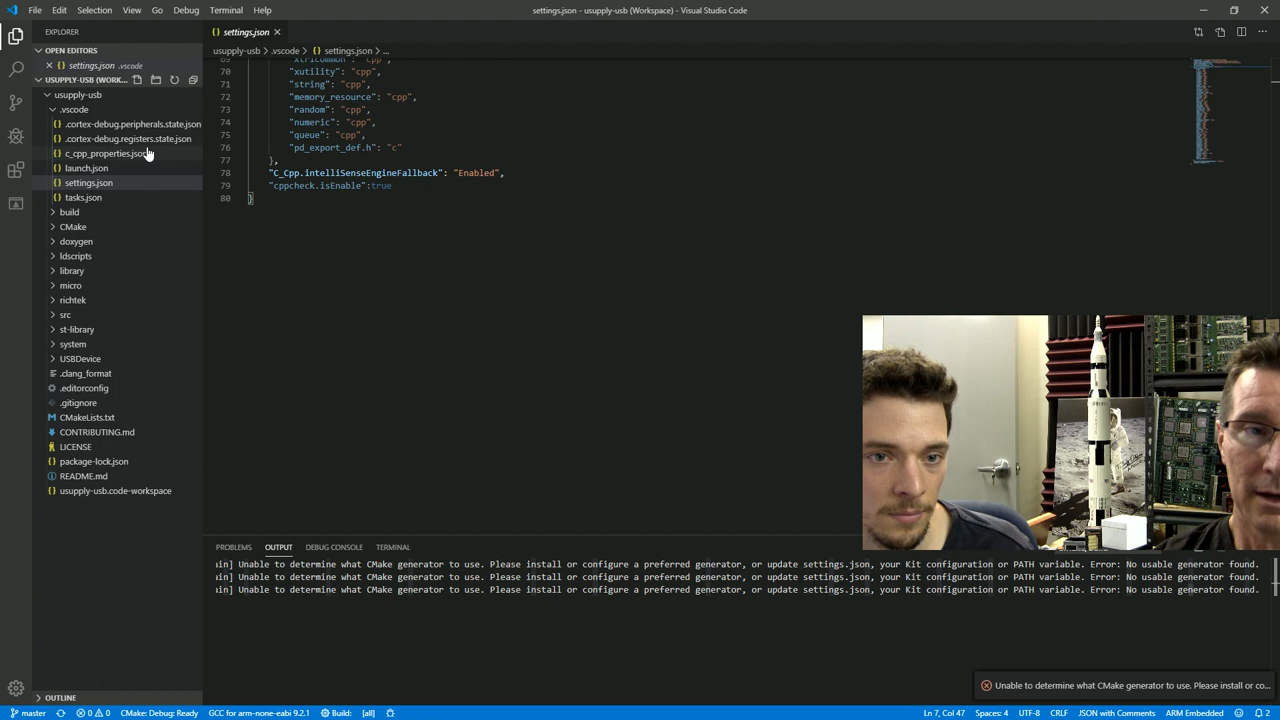 File Edit Selection View Go Debug Terminal Help
settings.json - usupply-usb (Workspace) - Visual Studio Code
EXPLORER
OPEN EDITORS
settings.json .vscode
USUPPLY-USB (WORK...
usupply-usb
.vscode
.cortex-debug.peripherals.state.json
.cortex-debug.registers.state.json
c_cpp_properties.json
launch.json
settings.json
tasks.json
build
CMake
doxygen
ldscripts
library
micro
richtek
src
st-library
system
USBDevice
.clang_format
.editorconfig
.gitignore
CMakeLists.txt
CONTRIBUTING.md
LICENSE
package-lock.json
README.md
usupply-usb.code-workspace
OUTLINE
settings.json
usupply-usb > .vscode > settings.json > ...
69 "xtr1common": "cpp",
70 "xutility": "cpp",
71 "string": "cpp",
72 "memory_resource": "cpp",
73 "random": "cpp",
74 "numeric": "cpp",
75 "queue": "cpp",
76 "pd_export_def.h": "c"
77 },
78 "C_Cpp.intelliSenseEngineFallback": "Enabled",
79 "cppcheck.isEnable":true
80 }
PROBLEMS OUTPUT DEBUG CONSOLE TERMINAL
ain] Unable to determine what CMake generator to use. Please install or configure a preferred generator, or update settings.json, your Kit configuration or PATH variable. Error: No usable generator found.
ain] Unable to determine what CMake generator to use. Please install or configure a preferred generator, or update settings.json, your Kit configuration or PATH variable. Error: No usable generator found.
ain] Unable to determine what CMake generator to use. Please install or configure a preferred generator, or update settings.json, your Kit configuration or PATH variable. Error: No usable generator found.
Unable to determine what CMake generator to use. Please install or co...
master 0 0 CMake: Debug: Ready GCC for arm-none-eabi 9.2.1 Build: [all] Ln 7, Col 47 Spaces: 4 UTF-8 CRLF JSON with Comments ARM Embedded 2